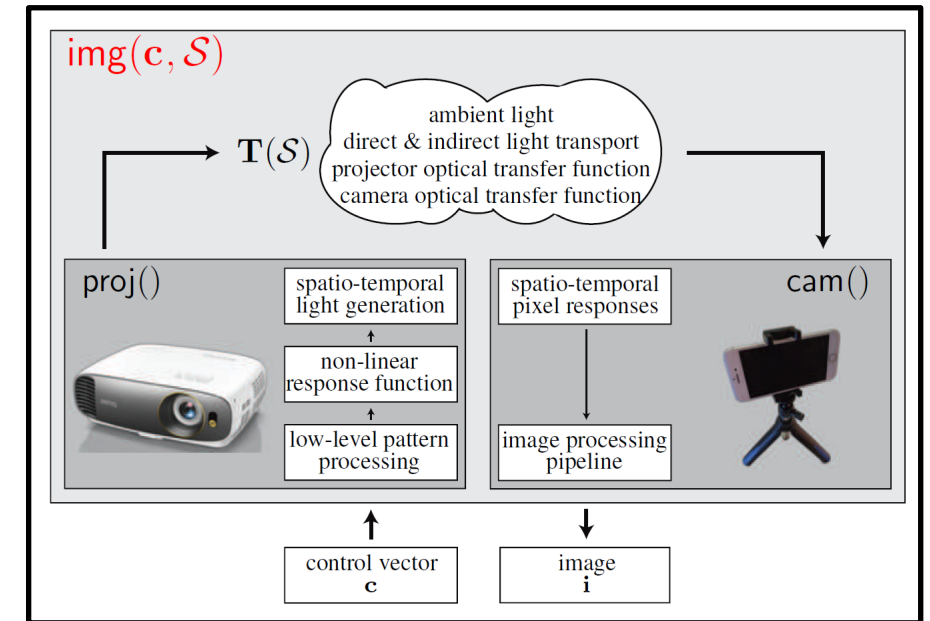 img(c, S)
T(S)
ambient light
direct & indirect light transport
projector optical transfer function
camera optical transfer function
proj()
spatio-temporal
light generation
non-linear
response function
low-level pattern
processing
spatio-temporal
pixel responses
image processing
pipeline
cam()
control vector
c
image
i